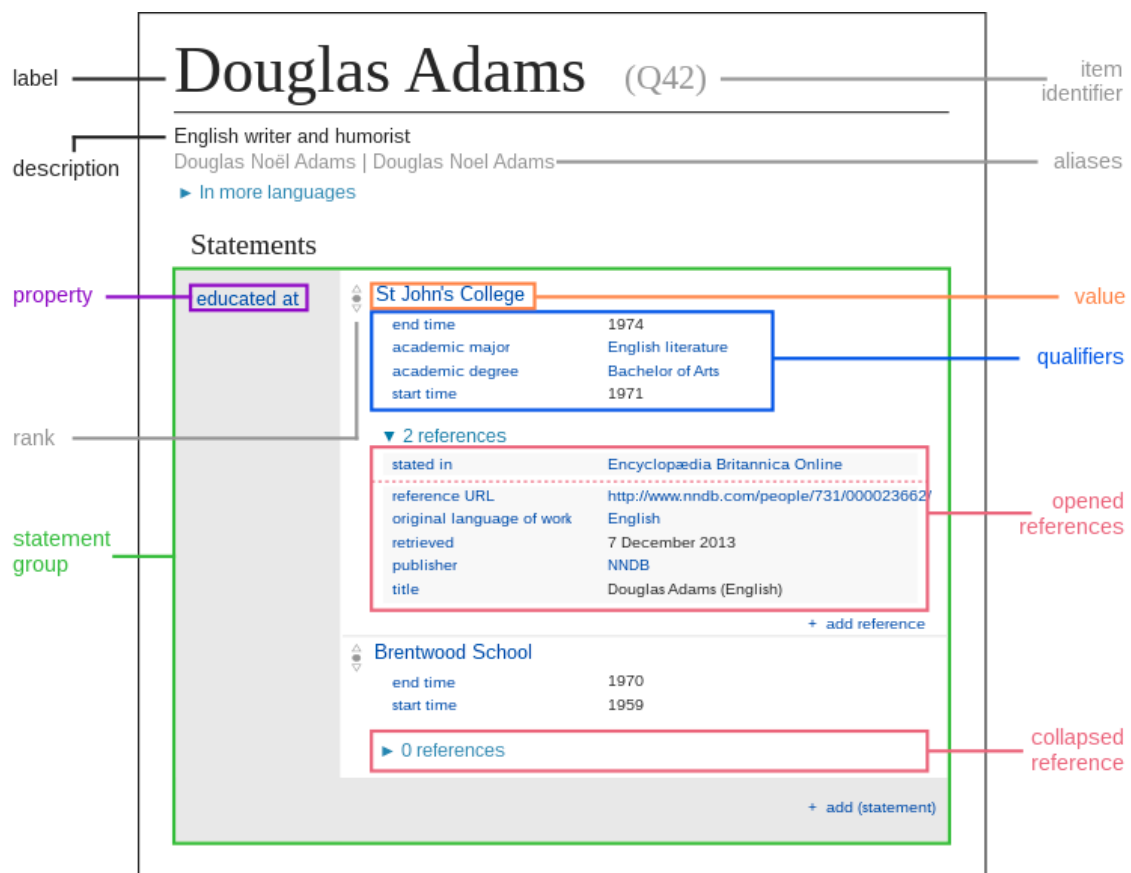 label
Douglas Adams (Q42)
item
identifier
description
English writer and humorist
Douglas Noël Adams | Douglas Noel Adams
aliases
► In more languages
Statements
property
educated at
St John's College
value
end time 1974
academic major English literature
academic degree Bachelor of Arts
start time 1971
qualifiers
rank
▼ 2 references
stated in Encyclopædia Britannica Online
reference URL http://www.nndb.com/people/731/000023662/
original language of work English
retrieved 7 December 2013
publisher NNDB
title Douglas Adams (English)
opened
references
statement
group
+ add reference
Brentwood School
end time 1970
start time 1959
► 0 references
collapsed
reference
+ add (statement)